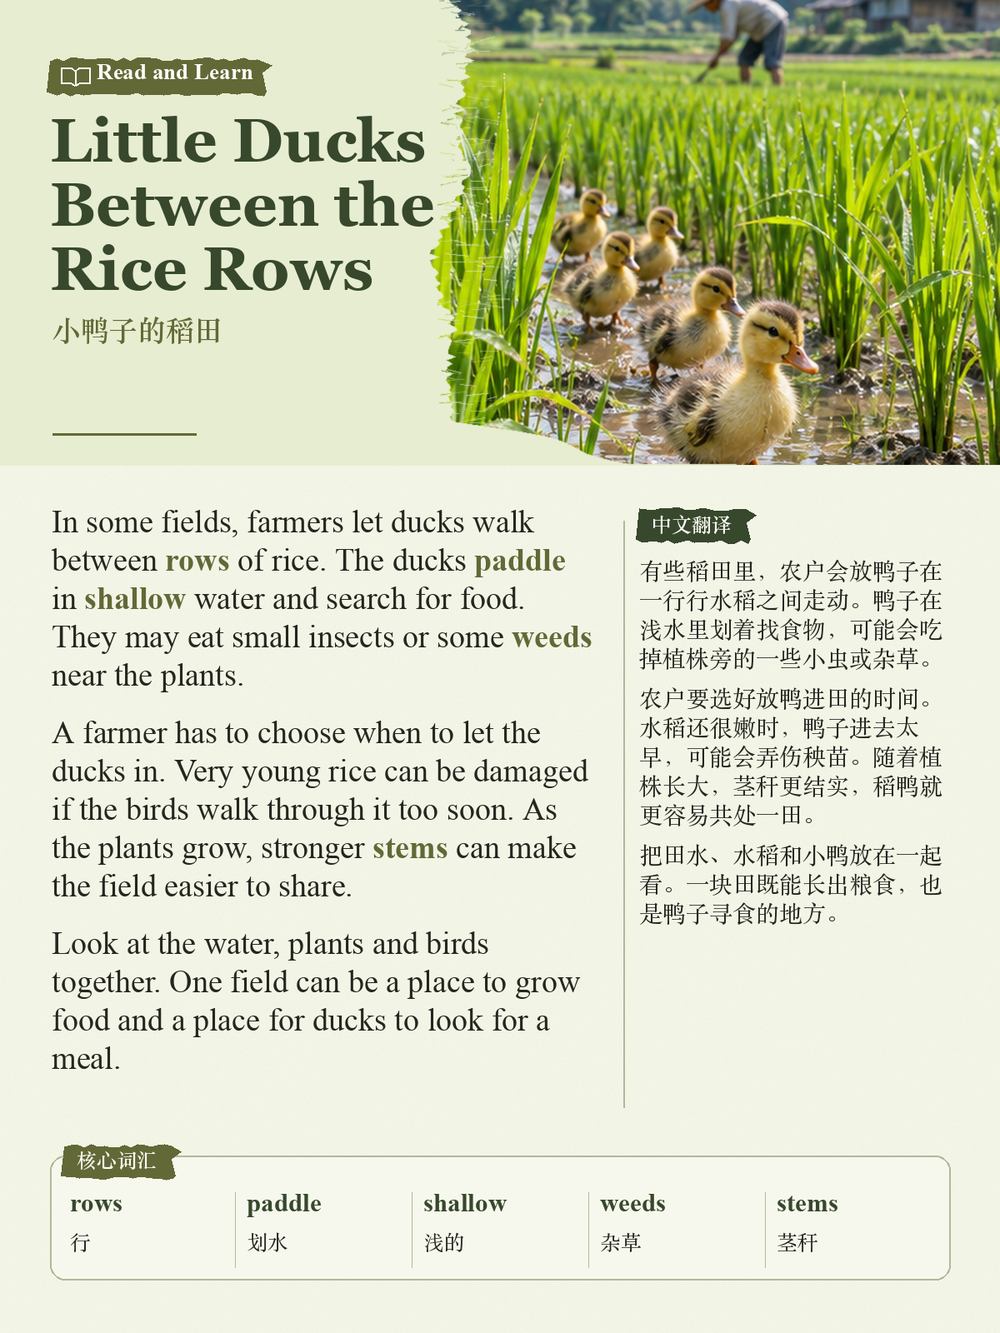 Read and Learn
Little Ducks
Between the
Rice Rows
小鸭子的稻田
In some fields, farmers let ducks walk
between rows of rice. The ducks paddle
in shallow water and search for food.
They may eat small insects or some weeds
near the plants.
A farmer has to choose when to let the
ducks in. Very young rice can be damaged
if the birds walk through it too soon. As
the plants grow, stronger stems can make
the field easier to share.
Look at the water, plants and birds
together. One field can be a place to grow
food and a place for ducks to look for a
meal.
中文翻译
有些稻田里，农户会放鸭子在
一行行水稻之间走动。鸭子在
浅水里划着找食物，可能会吃
掉植株旁的一些小虫或杂草。
农户要选好放鸭进田的时间。
水稻还很嫩时，鸭子进去太
早，可能会弄伤秧苗。随着植
株长大，茎秆更结实，稻鸭就
更容易共处一田。
把田水、水稻和小鸭放在一起
看。一块田既能长出粮食，也
是鸭子寻食的地方。
核心词汇
rows
行
paddle
划水
shallow
浅的
weeds
杂草
stems
茎秆